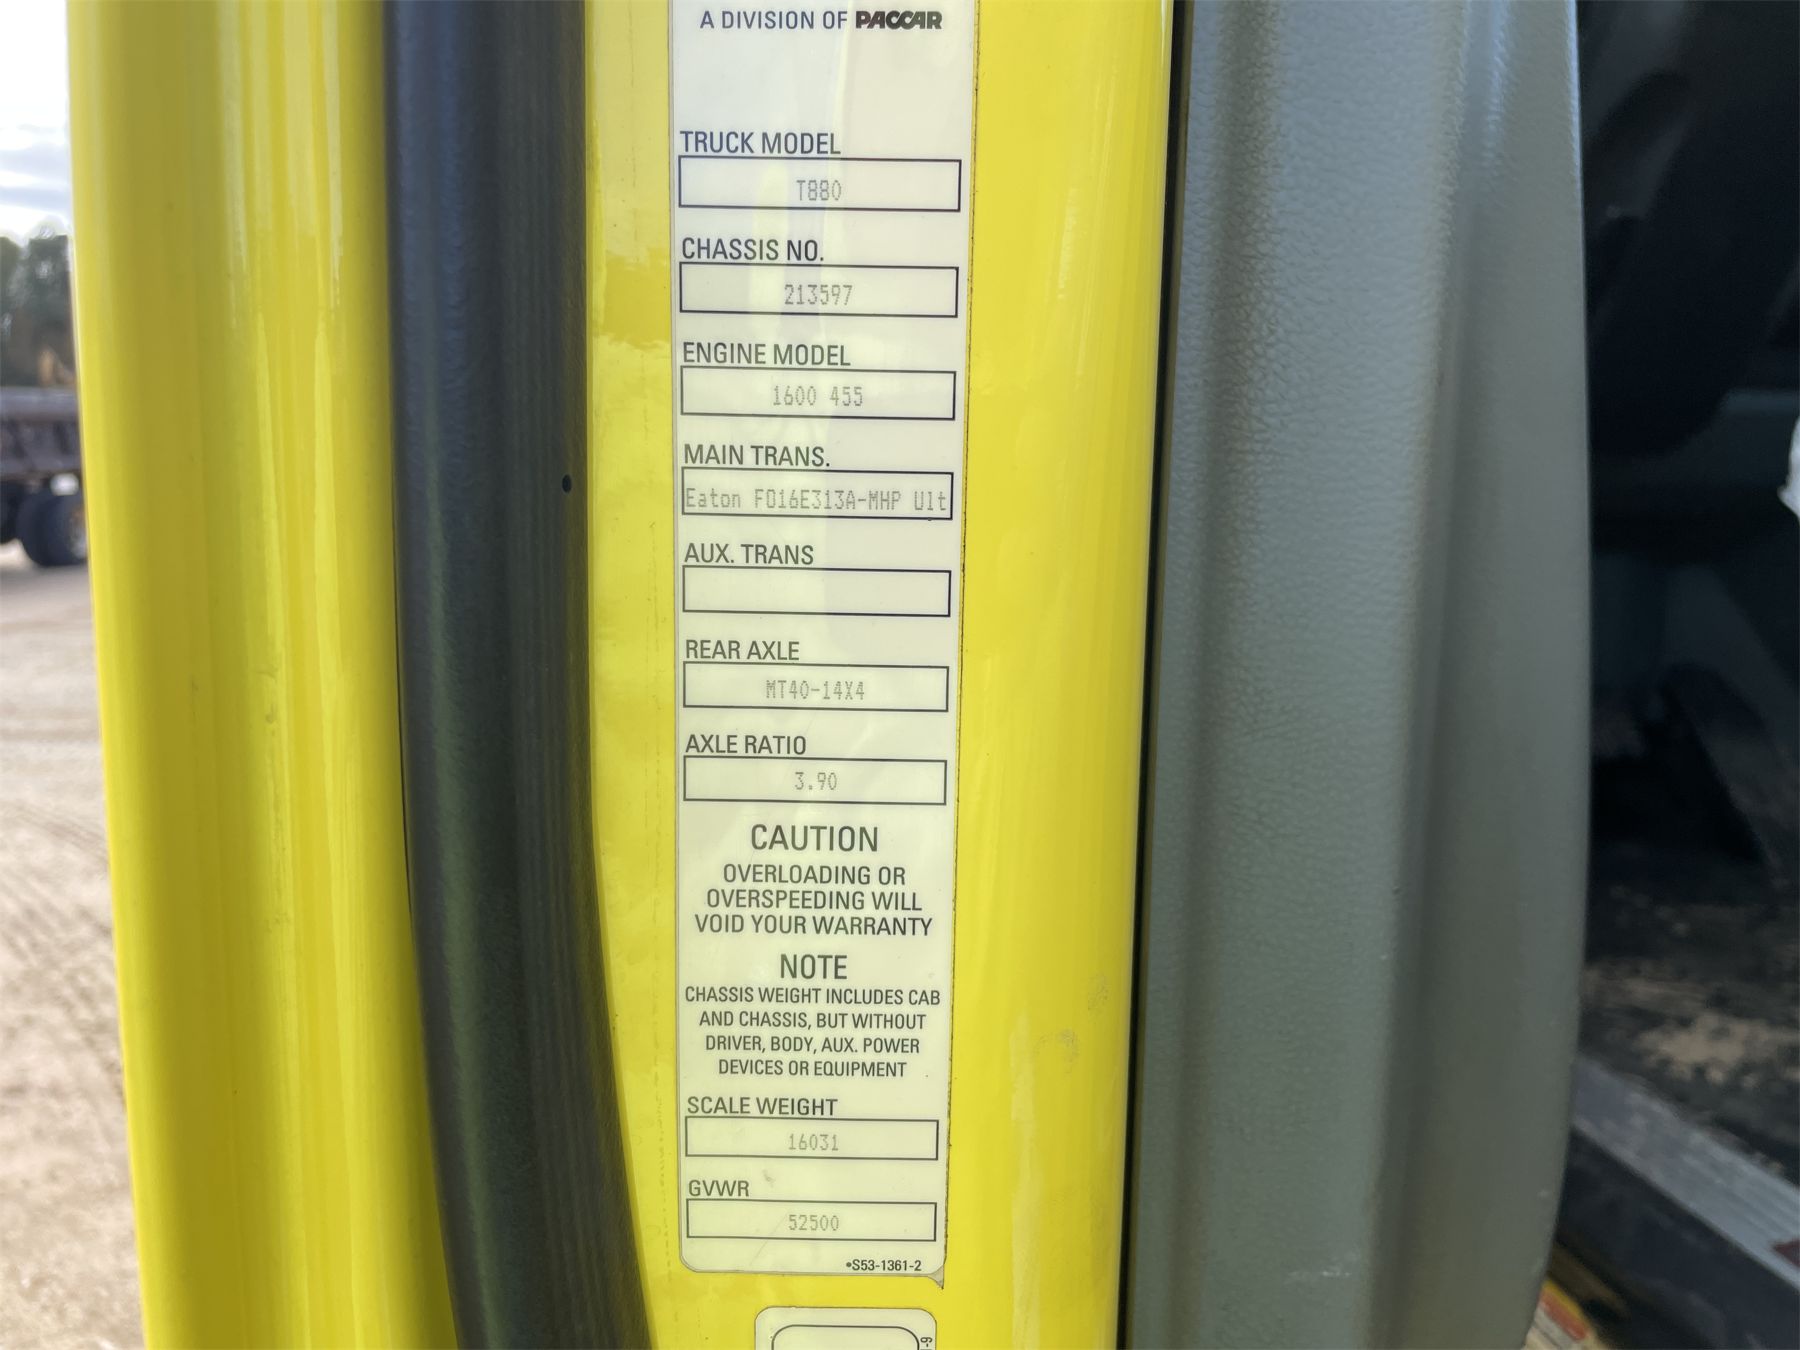 A DIVISION OF PACCAR
TRUCK MODEL
T880
CHASSIS NO.
213597
ENGINE MODEL
1600 455
MAIN TRANS.
Eaton FO16E313A-MHP Ult
AUX. TRANS
REAR AXLE
MT40-14X4
AXLE RATIO
3.90
CAUTION
OVERLOADING OR
OVERSPEEDING WILL
VOID YOUR WARRANTY
NOTE
CHASSIS WEIGHT INCLUDES CAB
AND CHASSIS, BUT WITHOUT
DRIVER, BODY, AUX. POWER
DEVICES OR EQUIPMENT
SCALE WEIGHT
16031
GVWR
52500
•S53-1361-2